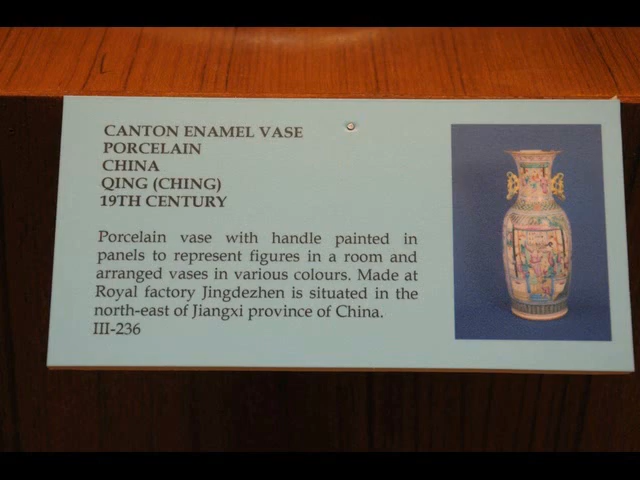 CANTON ENAMEL VASE
PORCELAIN
CHINA
QING (CHING)
19TH CENTURY
Porcelain vase with handle painted in
panels to represent figures in a room and
arranged vases in various colours. Made at
Royal factory Jingdezhen is situated in the
north-east of Jiangxi province of China.
III-236